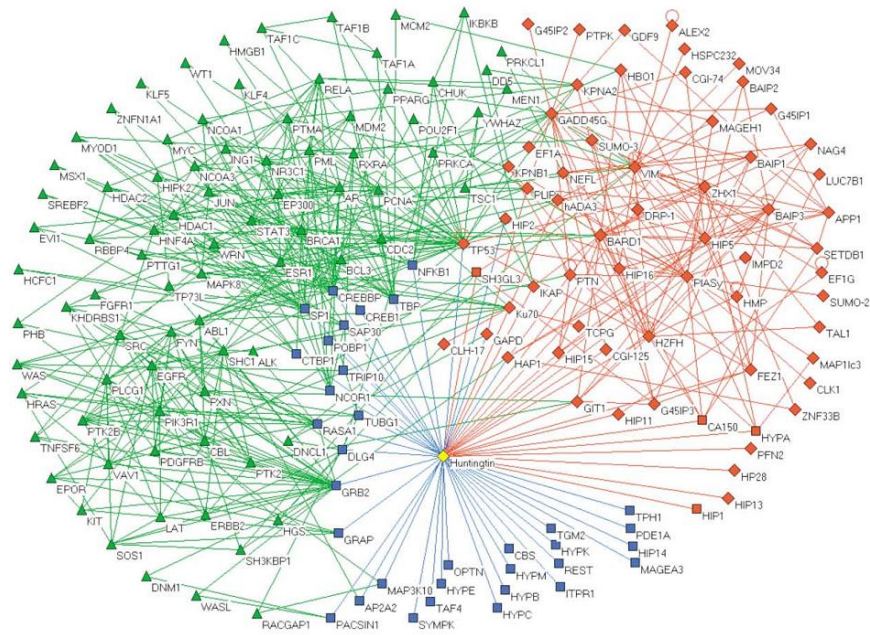 TAF1B
MCM2
IKBKB
G45IP2
PTPK
GDF9
ALEX2
TAF1C
HMGB1
TAF1A
PRKCL1
HSPC232
MOV34
WT1
DD5
HBO1
CGI-74
BAIP2
KLF5
KLF4
RELA
PPARG
CHUK
MEN1
KPNA2
G45IP1
ZNFN1A1
NCOA1
PTMA
MDM2
POU2F1
YWHAZ
GADD45G
MAGEH1
MYOD1
MYC
ING1
PML
RXRA
PRKCA
EF1A
SUMO-3
NAG4
MSX1
NCOA3
NR3C1
KPNB1
NEFL
VIM
BAIP1
LUC7B1
HIPK2
HDAC2
JUN
EP300
AR
PCNA
TSC1
PLIP
hADA3
ZHX1
SREBF2
HDAC1
HIP2
DRP-1
BAIP3
APP1
EVI1
RBBP4
HNF4A
WRN
STAT3
BRCA1
CDC2
TP53
BARD1
HIP5
SETDB1
PTTG1
ESR1
BCL3
NFKB1
SH3GL3
HIP16
IMPD2
HCFC1
MAPK8
PTN
PIASy
EF1G
FGFR1
TP73L
CREBBP
TBP
IKAP
HMP
SUMO-2
KHDRBS1
SP1
CREB1
Ku70
PHB
ABL1
SAP30
TCPG
TAL1
SRC
FYN
POBP1
GAPD
HZFH
WAS
SHC1
ALK
CTBP1
CLH-17
HAP1
HIP15
CGI-125
MAP1lc3
EGFR
TRIP10
FEZ1
CLK1
HRAS
PLCG1
PXN
NCOR1
GIT1
G45IP3
ZNF33B
PTK2B
PIK3R1
RASA1
TUBG1
HIP11
CA150
HYPA
TNFSF6
PDGFRB
CBL
DNCL1
DLG4
Huntingtin
PFN2
EPOR
VAV1
PTK2
GRB2
HP28
KIT
LAT
ERBB2
HGS
GRAP
HIP1
HIP13
SOS1
SH3KBP1
TPH1
TGM2
PDE1A
HYPK
HIP14
CBS
MAGEA3
OPTN
HYPM
REST
DNM1
MAP3K10
HYPE
HYPB
ITPR1
WASL
AP2A2
TAF4
HYPC
RACGAP1
PACSIN1
SYMPK